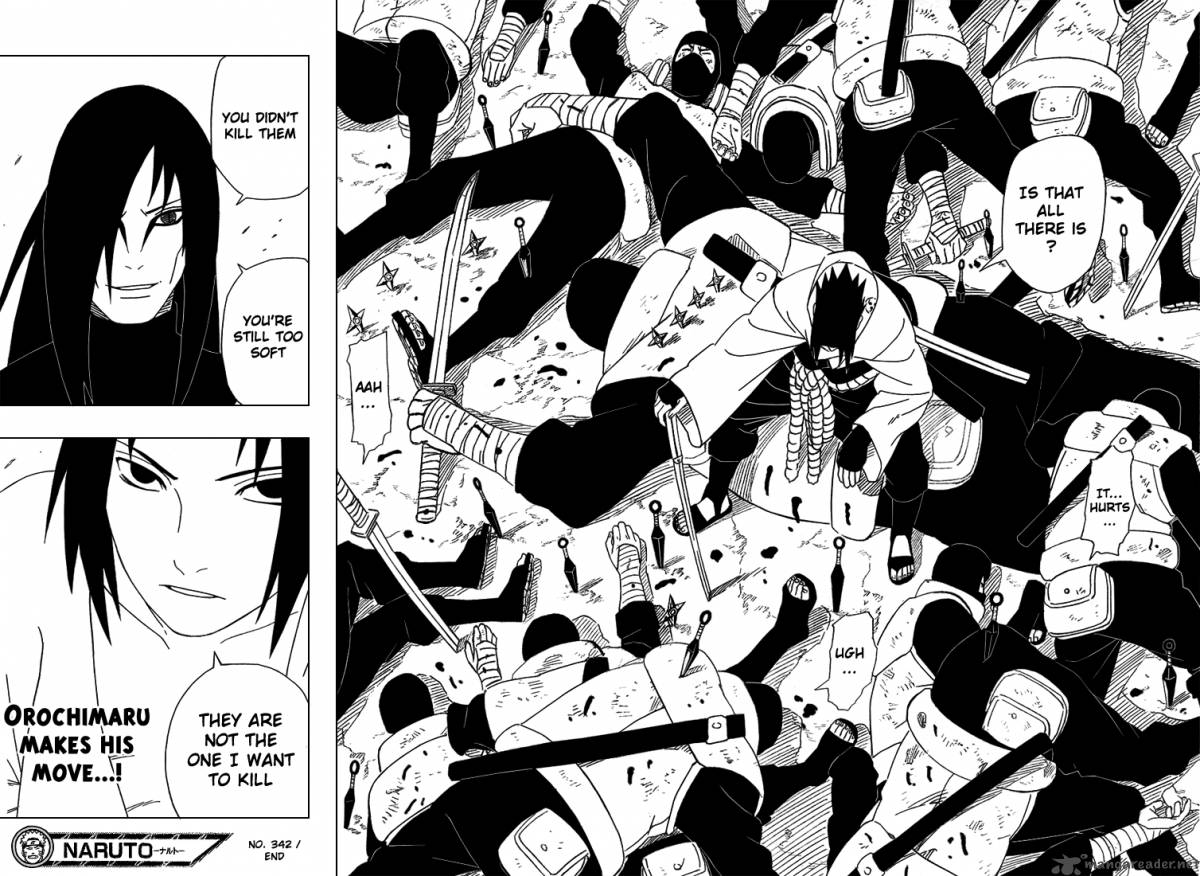 IS THAT
ALL
THERE IS
?
IT...
HURTS
...
AAH
...
UGH
...
YOU DIDN'T
KILL THEM
YOU'RE
STILL TOO
SOFT
THEY ARE
NOT THE
ONE I WANT
TO KILL
OROCHIMARU
MAKES HIS
MOVE...!
NARUTO -ナルト-
NO. 342 /
END
mangareader.net